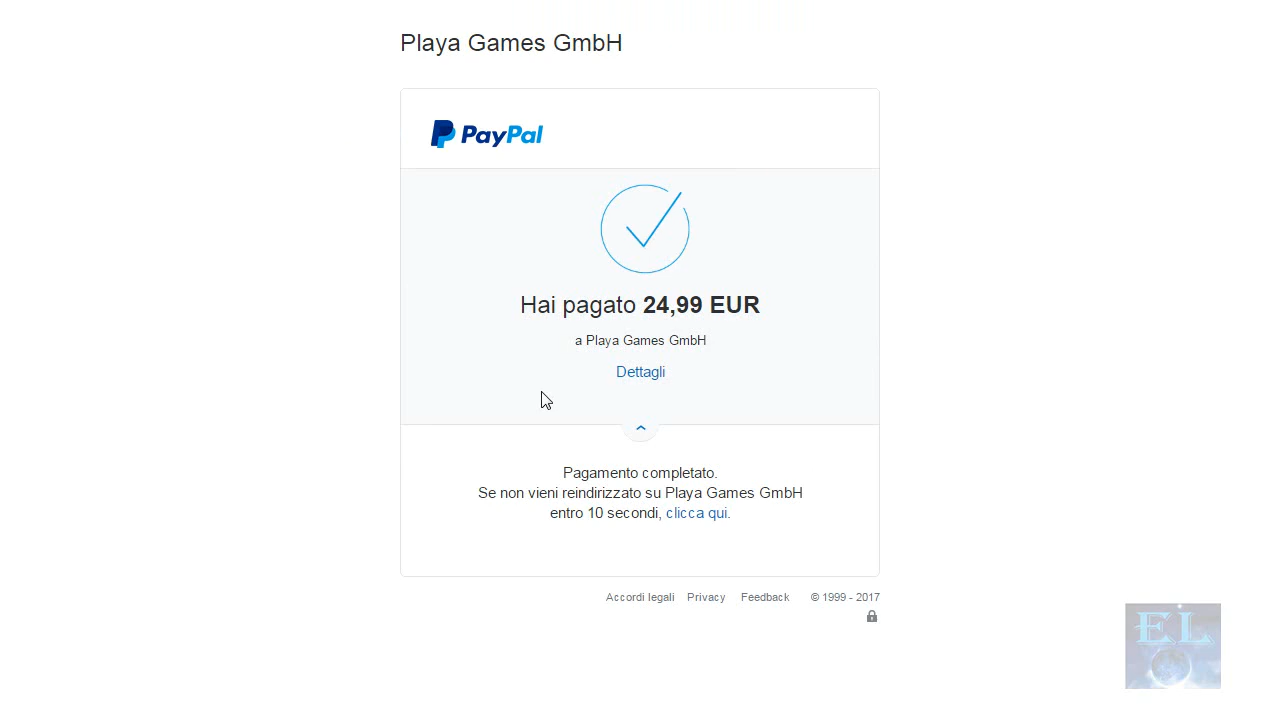 Playa Games GmbH
PayPal
Hai pagato 24,99 EUR
a Playa Games GmbH
Dettagli
Pagamento completato.
Se non vieni reindirizzato su Playa Games GmbH
entro 10 secondi, clicca qui.
Accordi legali Privacy Feedback © 1999 - 2017
EL